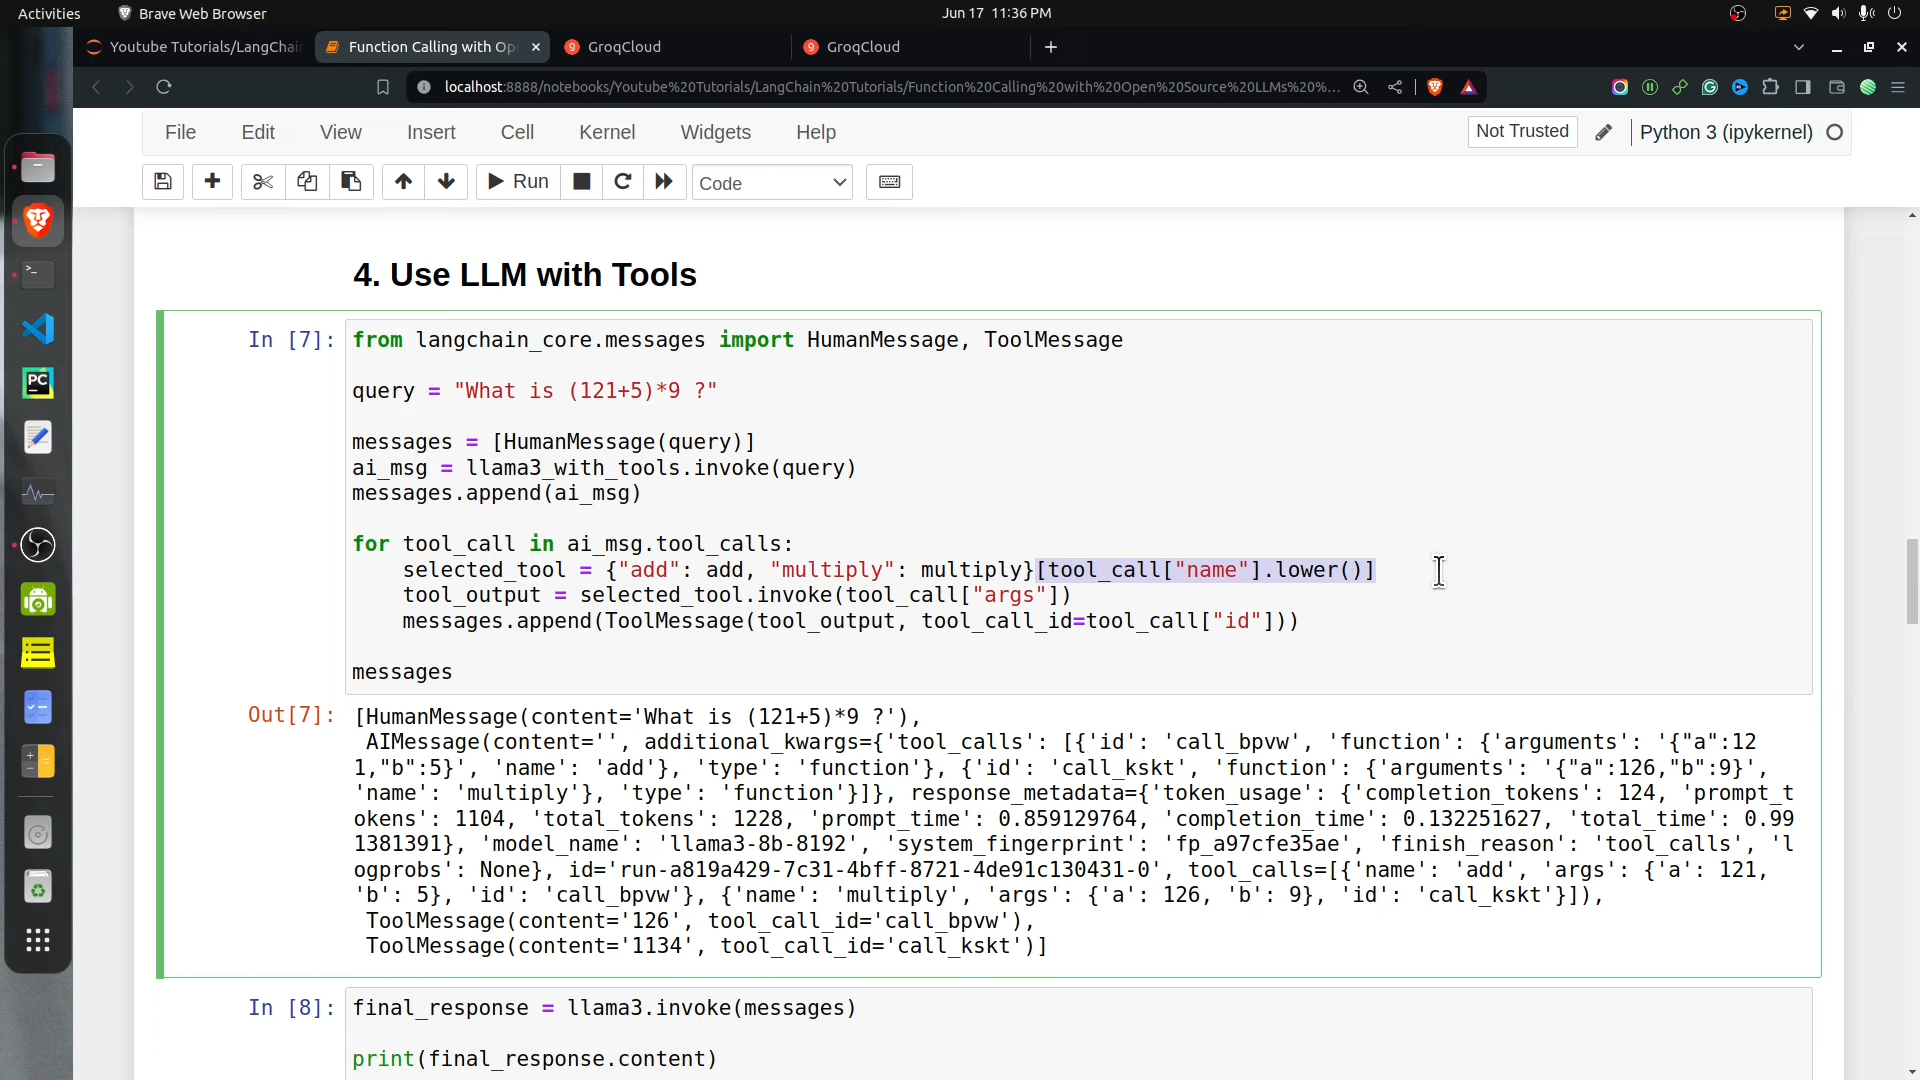 Activities
Brave Web Browser
Jun 17 11:36 PM
Youtube Tutorials/LangChai
Function Calling with Op
GroqCloud
GroqCloud
localhost:8888/notebooks/Youtube%20Tutorials/LangChain%20Tutorials/Function%20Calling%20with%20Open%20Source%20LLMs%20%...
File
Edit
View
Insert
Cell
Kernel
Widgets
Help
Not Trusted
Python 3 (ipykernel)
Run
Code
4. Use LLM with Tools
In [7]:
from langchain_core.messages import HumanMessage, ToolMessage
query = "What is (121+5)*9 ?"
messages = [HumanMessage(query)]
ai_msg = llama3_with_tools.invoke(query)
messages.append(ai_msg)
for tool_call in ai_msg.tool_calls:
    selected_tool = {"add": add, "multiply": multiply}[tool_call["name"].lower()]
    tool_output = selected_tool.invoke(tool_call["args"])
    messages.append(ToolMessage(tool_output, tool_call_id=tool_call["id"]))
messages
Out[7]:
[HumanMessage(content='What is (121+5)*9 ?'),
 AIMessage(content='', additional_kwargs={'tool_calls': [{'id': 'call_bpvw', 'function': {'arguments': '{"a":12
1,"b":5}', 'name': 'add'}, 'type': 'function'}, {'id': 'call_kskt', 'function': {'arguments': '{"a":126,"b":9}',
'name': 'multiply'}, 'type': 'function'}]}, response_metadata={'token_usage': {'completion_tokens': 124, 'prompt_t
okens': 1104, 'total_tokens': 1228, 'prompt_time': 0.859129764, 'completion_time': 0.132251627, 'total_time': 0.99
1381391}, 'model_name': 'llama3-8b-8192', 'system_fingerprint': 'fp_a97cfe35ae', 'finish_reason': 'tool_calls', 'l
ogprobs': None}, id='run-a819a429-7c31-4bff-8721-4de91c130431-0', tool_calls=[{'name': 'add', 'args': {'a': 121,
'b': 5}, 'id': 'call_bpvw'}, {'name': 'multiply', 'args': {'a': 126, 'b': 9}, 'id': 'call_kskt'}]),
 ToolMessage(content='126', tool_call_id='call_bpvw'),
 ToolMessage(content='1134', tool_call_id='call_kskt')]
In [8]:
final_response = llama3.invoke(messages)
print(final_response.content)